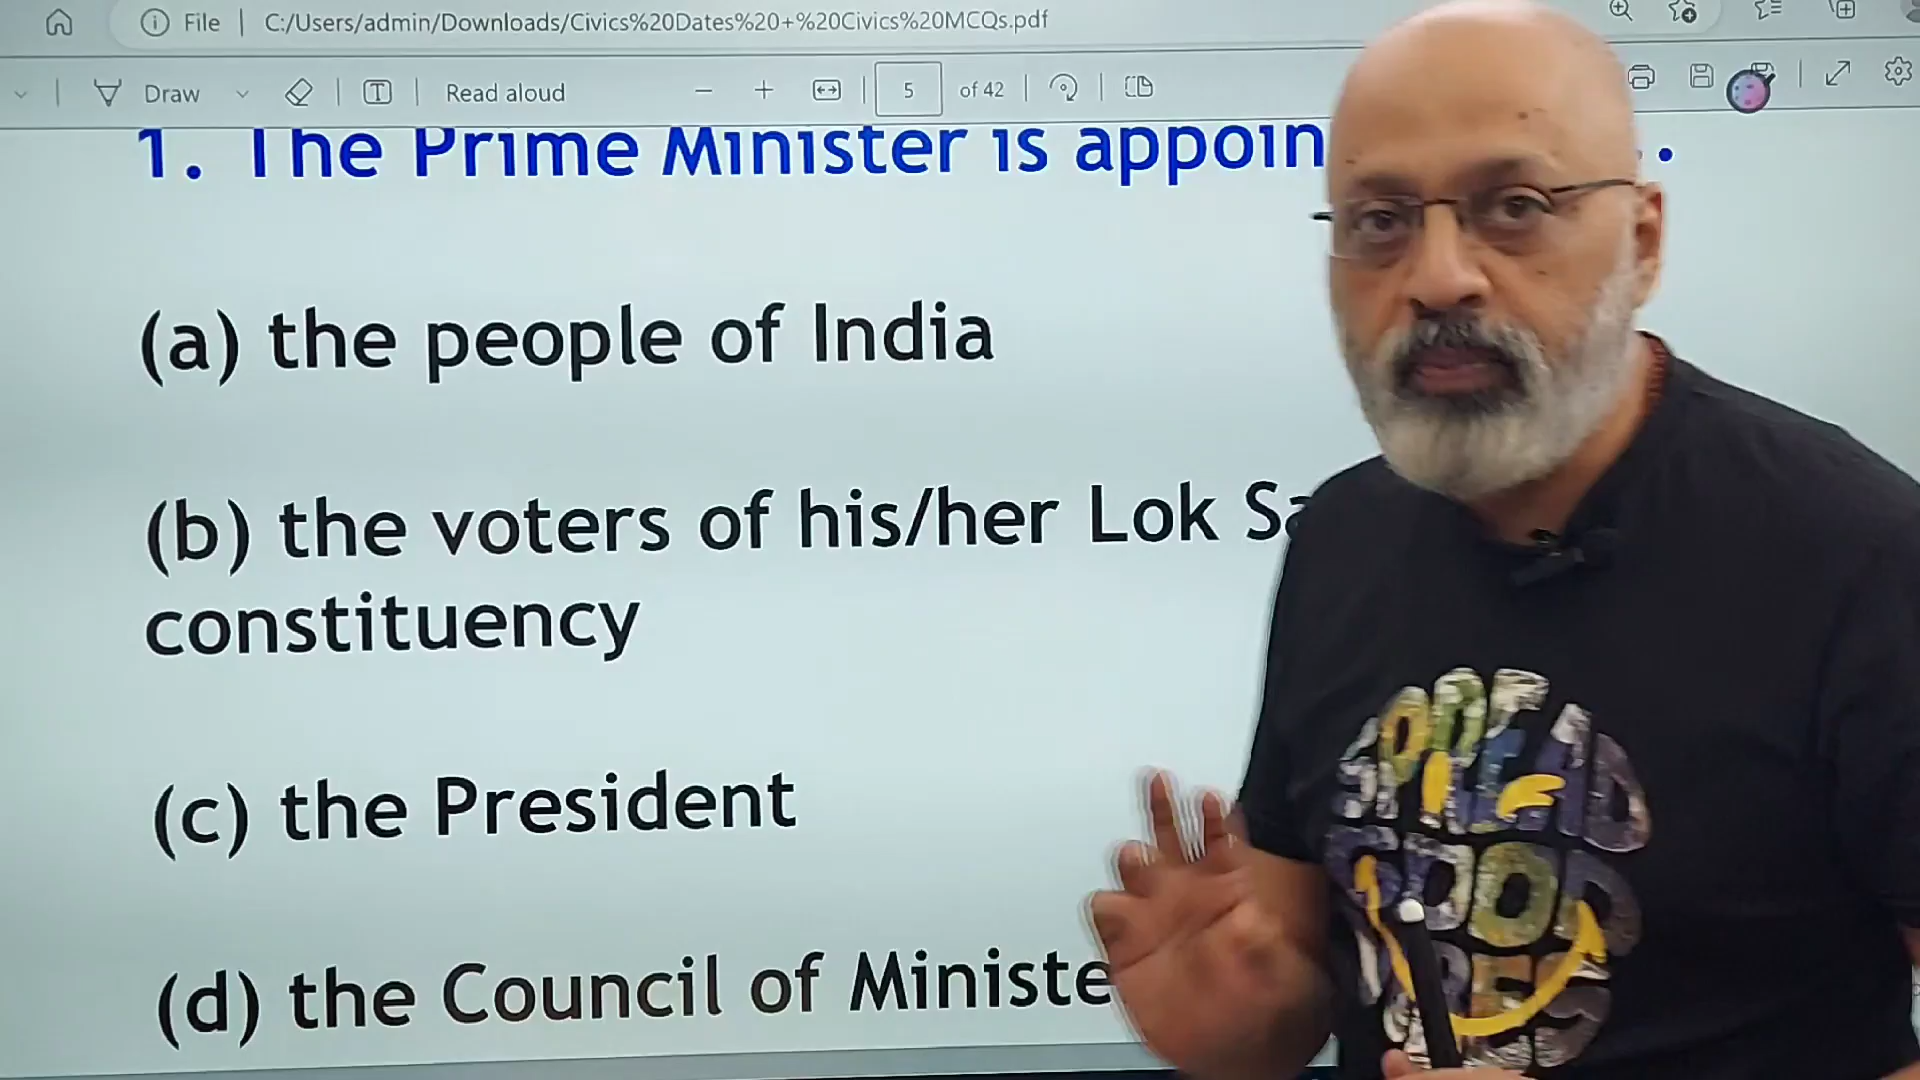 File | C:/Users/admin/Downloads/Civics%20Dates%20+%20Civics%20MCQs.pdf
Draw Read aloud 5 of 42
1. The Prime Minister is appoin
(a) the people of India
(b) the voters of his/her Lok Sa
constituency
(c) the President
(d) the Council of Ministe
SPREAD
GOOD